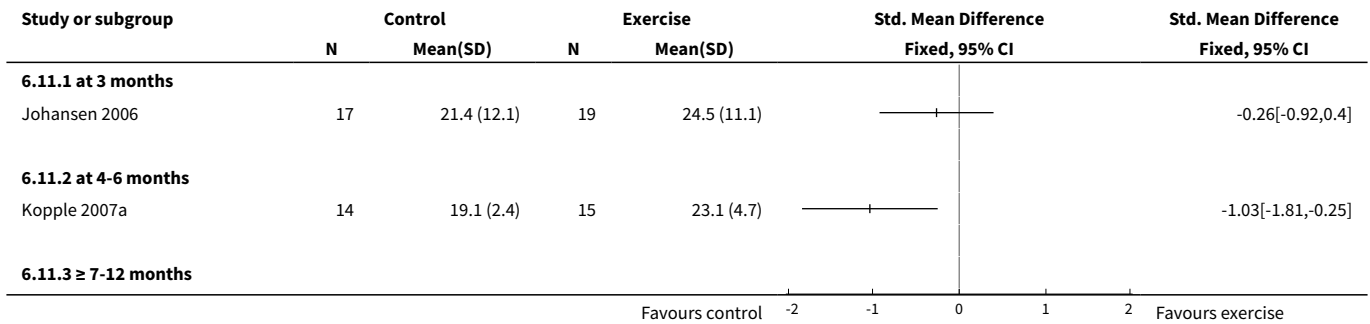 Study or subgroup Control Exercise Std. Mean Difference Std. Mean Difference
N Mean(SD) N Mean(SD) Fixed, 95% CI Fixed, 95% CI
6.11.1 at 3 months
Johansen 2006 17 21.4 (12.1) 19 24.5 (11.1) -0.26[-0.92,0.4]
6.11.2 at 4-6 months
Kopple 2007a 14 19.1 (2.4) 15 23.1 (4.7) -1.03[-1.81,-0.25]
6.11.3 ≥ 7-12 months
Favours control -2 -1 0 1 2 Favours exercise